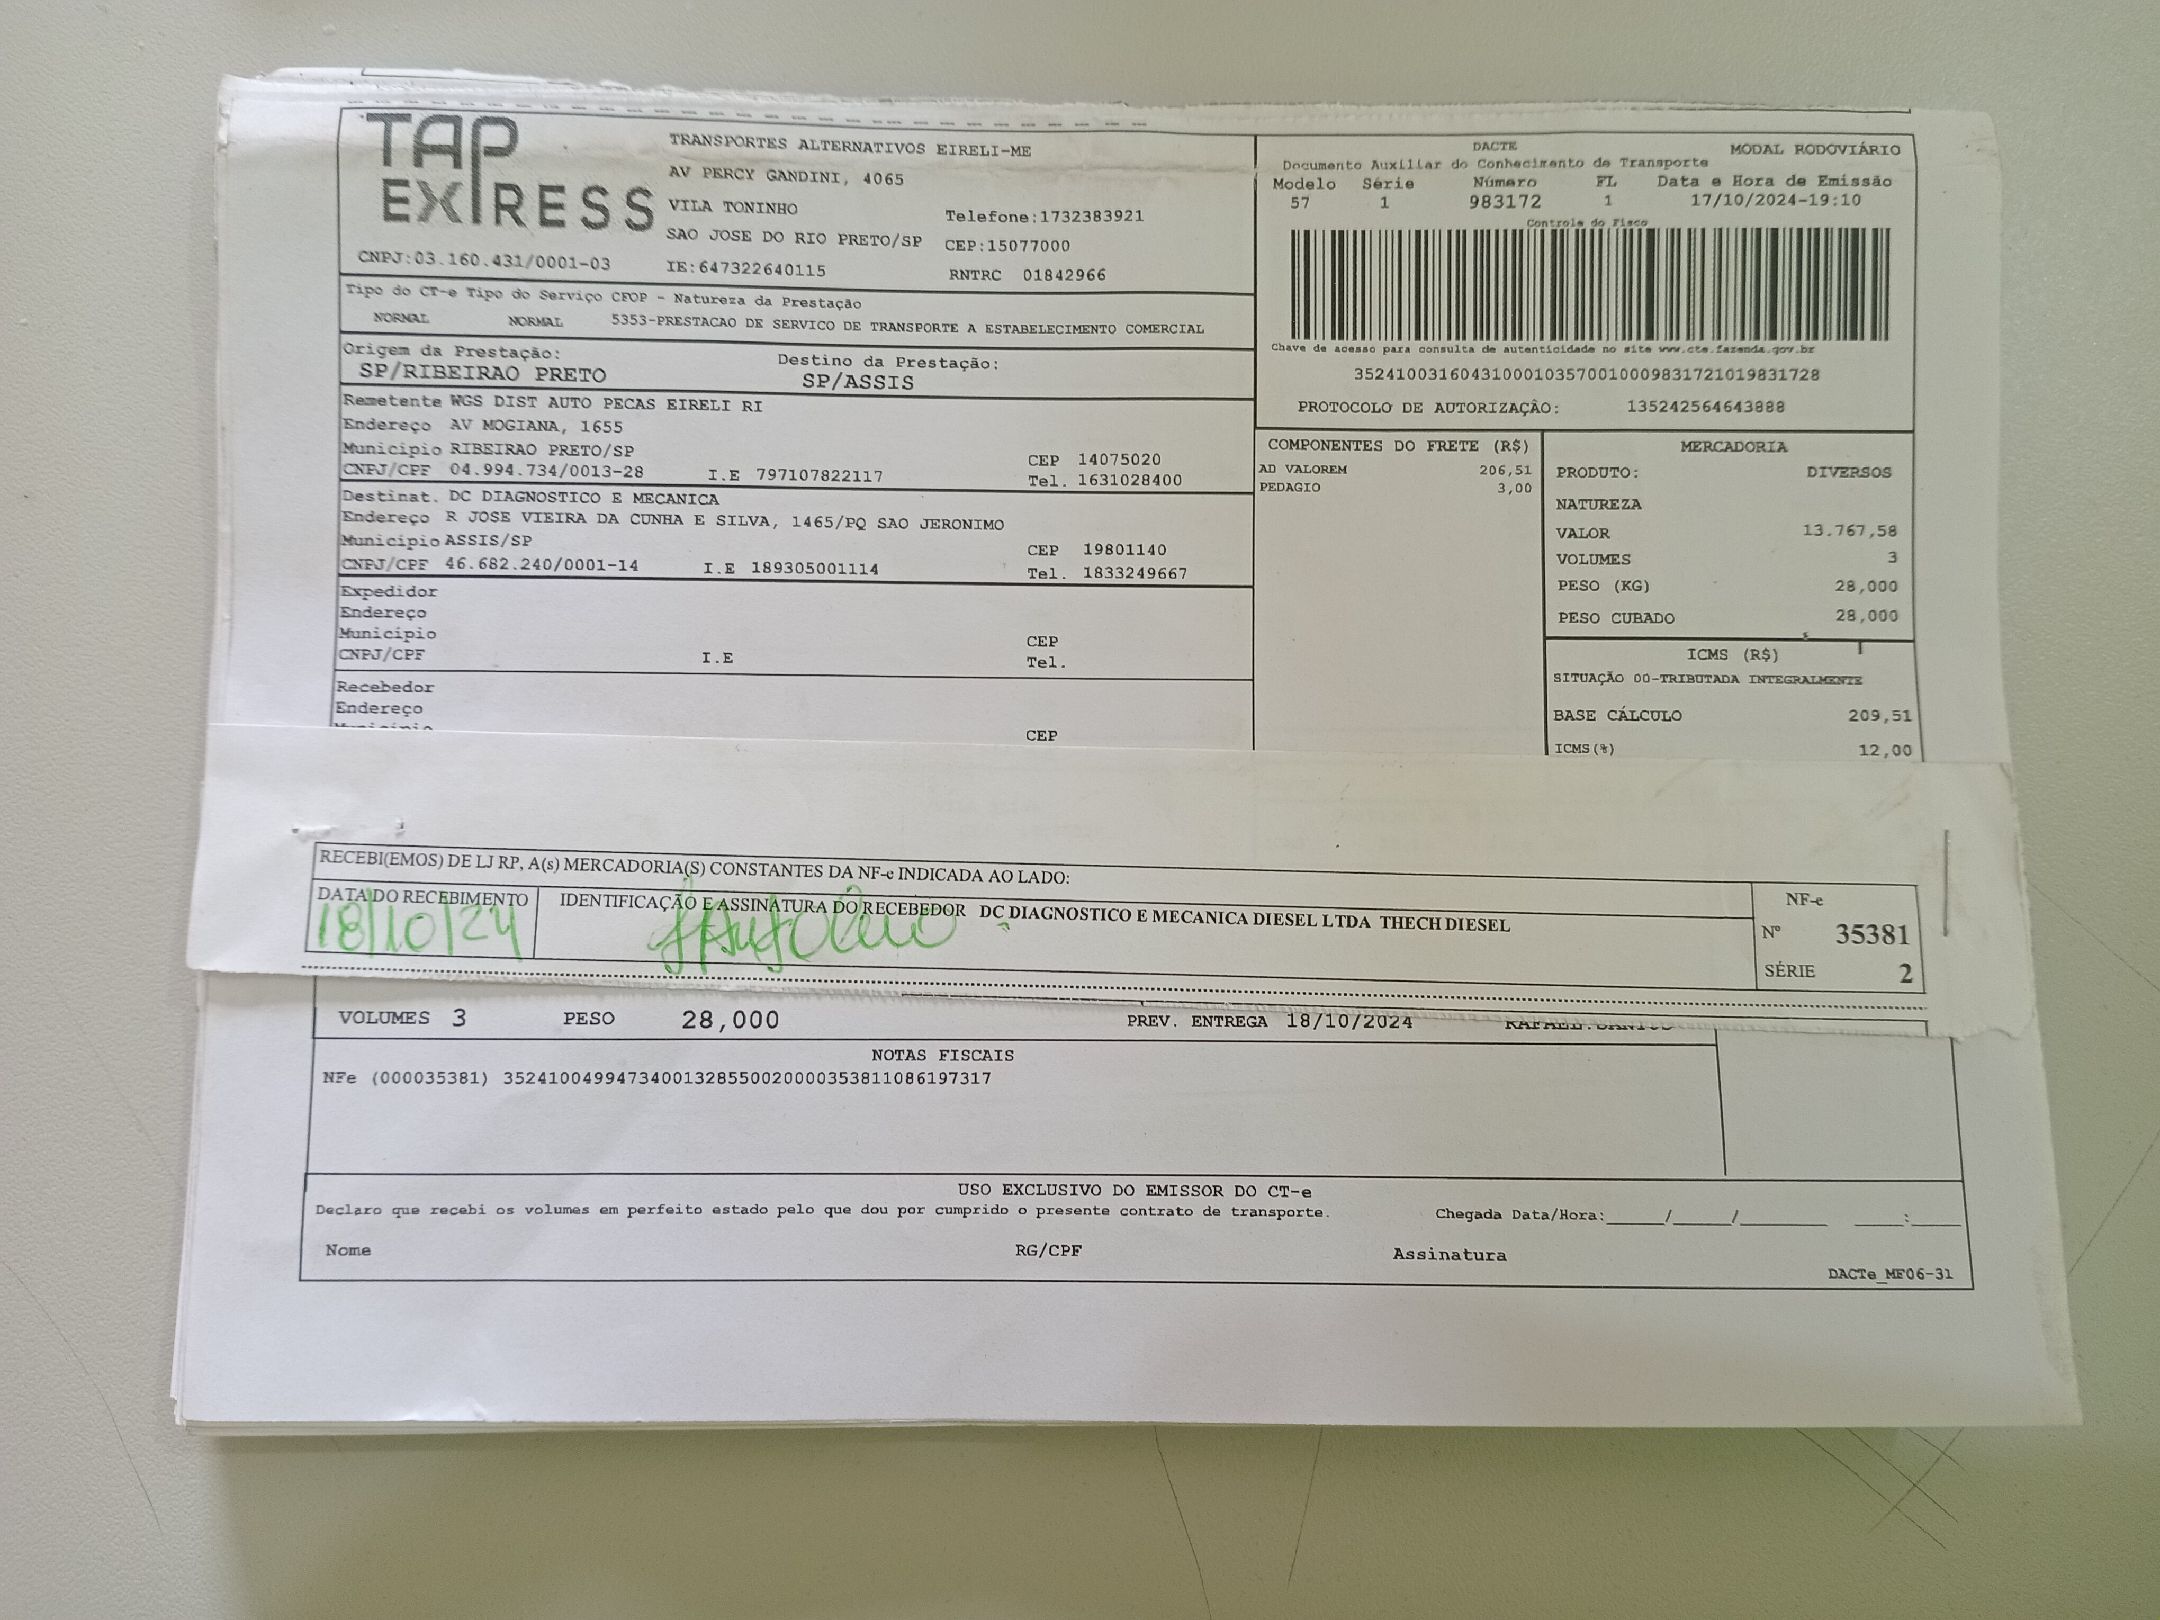 TAP EXPRESS
CNPJ:03.160.431/0001-03
TRANSPORTES ALTERNATIVOS EIRELI-ME
AV PERCY GANDINI, 4065
VILA TONINHO
Telefone:1732383921
SAO JOSE DO RIO PRETO/SP CEP:15077000
IE:647322640115 RNTRC 01842966
DACTE MODAL RODOVIÁRIO
Documento Auxiliar do Conhecimento de Transporte
Modelo Série Número FL Data e Hora de Emissão
57 1 983172 1 17/10/2024-19:10
Controle do Fisco
Chave de acesso para consulta de autenticidade no site www.cte.fazenda.gov.br
35241003160431000103570010009831721019831728
PROTOCOLO DE AUTORIZAÇÃO: 135242564643888
Tipo do CT-e Tipo do Serviço CFOP - Natureza da Prestação
NORMAL NORMAL 5353-PRESTACAO DE SERVICO DE TRANSPORTE A ESTABELECIMENTO COMERCIAL
Origem da Prestação: Destino da Prestação:
SP/RIBEIRAO PRETO SP/ASSIS
Remetente WGS DIST AUTO PECAS EIRELI RI
Endereço AV MOGIANA, 1655
Municipio RIBEIRAO PRETO/SP CEP 14075020
CNPJ/CPF 04.994.734/0013-28 I.E 797107822117 Tel. 1631028400
Destinat. DC DIAGNOSTICO E MECANICA
Endereço R JOSE VIEIRA DA CUNHA E SILVA, 1465/PQ SAO JERONIMO
Municipio ASSIS/SP CEP 19801140
CNPJ/CPF 46.682.240/0001-14 I.E 189305001114 Tel. 1833249667
Expedidor
Endereço
Municipio CEP
CNPJ/CPF I.E Tel.
Recebedor
Endereço
CEP
COMPONENTES DO FRETE (R$)
AD VALOREM 206,51
PEDAGIO 3,00
MERCADORIA
PRODUTO: DIVERSOS
NATUREZA
VALOR 13.767,58
VOLUMES 3
PESO (KG) 28,000
PESO CUBADO 28,000
ICMS (R$)
SITUAÇÃO 00-TRIBUTADA INTEGRALMENTE
BASE CÁLCULO 209,51
ICMS(%) 12,00
RECEBI(EMOS) DE LJ RP, A(s) MERCADORIA(S) CONSTANTES DA NF-e INDICADA AO LADO:
DATA DO RECEBIMENTO IDENTIFICAÇÃO E ASSINATURA DO RECEBEDOR DC DIAGNOSTICO E MECANICA DIESEL LTDA THECH DIESEL
18/10/24
NF-e
Nº 35381
SÉRIE 2
VOLUMES 3 PESO 28,000 PREV. ENTREGA 18/10/2024
NOTAS FISCAIS
NFe (000035381) 35241004994734001328550020000353811086197317
USO EXCLUSIVO DO EMISSOR DO CT-e
Declaro que recebi os volumes em perfeito estado pelo que dou por cumprido o presente contrato de transporte. Chegada Data/Hora:____/____/______ ____:____
Nome RG/CPF Assinatura
DACTe_MF06-31